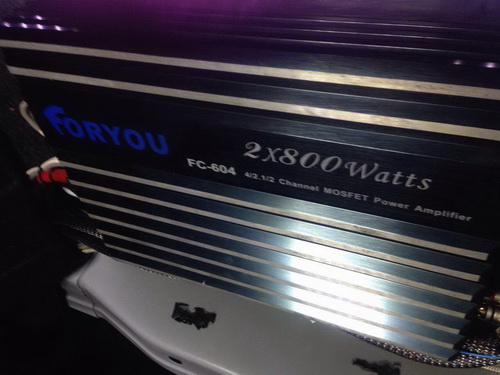 FORYOU
2x800Watts
FC-604 4/2.1/2 Channel MOSFET Power Amplifier